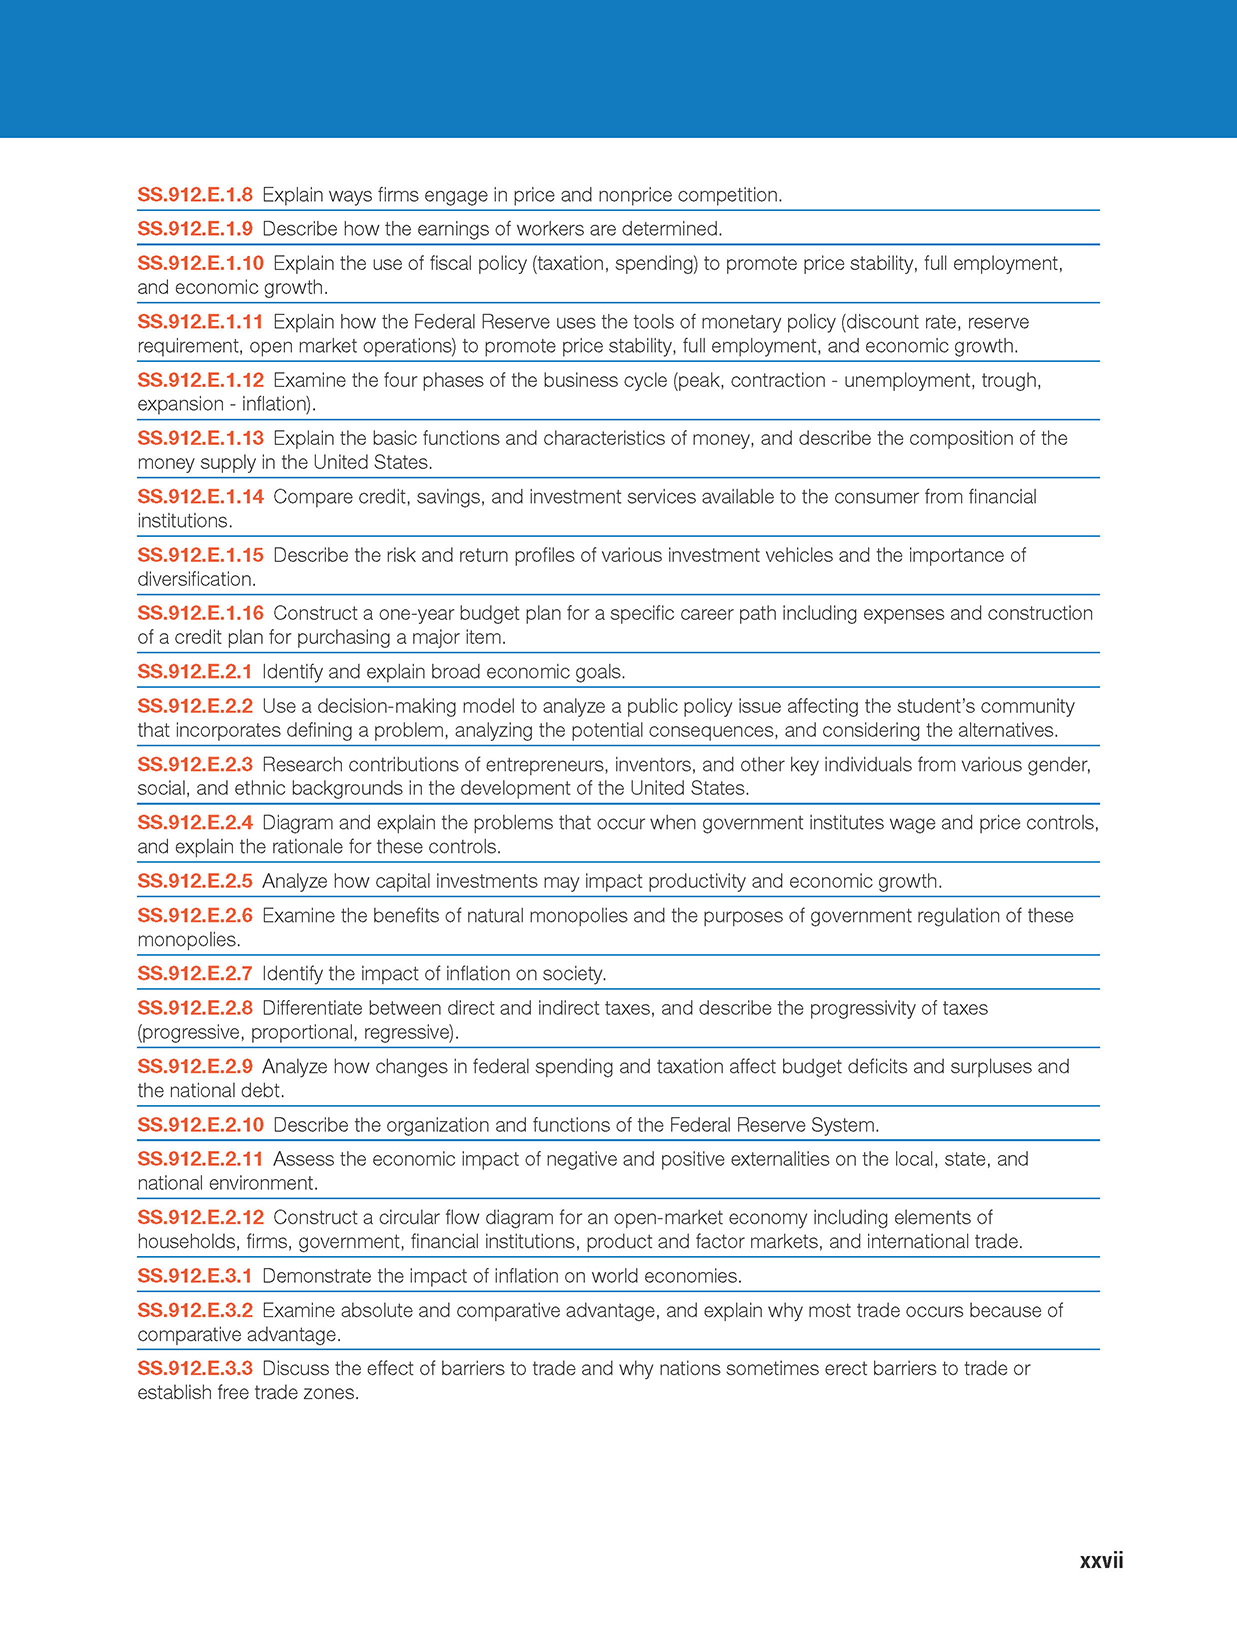 SS.912.E.1.8 Explain ways firms engage in price and nonprice competition.
SS.912.E.1.9 Describe how the earnings of workers are determined.
SS.912.E.1.10 Explain the use of fiscal policy (taxation, spending) to promote price stability, full employment,
and economic growth.
SS.912.E.1.11 Explain how the Federal Reserve uses the tools of monetary policy (discount rate, reserve
requirement, open market operations) to promote price stability, full employment, and economic growth.
SS.912.E.1.12 Examine the four phases of the business cycle (peak, contraction - unemployment, trough,
expansion - inflation).
SS.912.E.1.13 Explain the basic functions and characteristics of money, and describe the composition of the
money supply in the United States.
SS.912.E.1.14 Compare credit, savings, and investment services available to the consumer from financial
institutions.
SS.912.E.1.15 Describe the risk and return profiles of various investment vehicles and the importance of
diversification.
SS.912.E.1.16 Construct a one-year budget plan for a specific career path including expenses and construction
of a credit plan for purchasing a major item.
SS.912.E.2.1 Identify and explain broad economic goals.
SS.912.E.2.2 Use a decision-making model to analyze a public policy issue affecting the student’s community
that incorporates defining a problem, analyzing the potential consequences, and considering the alternatives.
SS.912.E.2.3 Research contributions of entrepreneurs, inventors, and other key individuals from various gender,
social, and ethnic backgrounds in the development of the United States.
SS.912.E.2.4 Diagram and explain the problems that occur when government institutes wage and price controls,
and explain the rationale for these controls.
SS.912.E.2.5 Analyze how capital investments may impact productivity and economic growth.
SS.912.E.2.6 Examine the benefits of natural monopolies and the purposes of government regulation of these
monopolies.
SS.912.E.2.7 Identify the impact of inflation on society.
SS.912.E.2.8 Differentiate between direct and indirect taxes, and describe the progressivity of taxes
(progressive, proportional, regressive).
SS.912.E.2.9 Analyze how changes in federal spending and taxation affect budget deficits and surpluses and
the national debt.
SS.912.E.2.10 Describe the organization and functions of the Federal Reserve System.
SS.912.E.2.11 Assess the economic impact of negative and positive externalities on the local, state, and
national environment.
SS.912.E.2.12 Construct a circular flow diagram for an open-market economy including elements of
households, firms, government, financial institutions, product and factor markets, and international trade.
SS.912.E.3.1 Demonstrate the impact of inflation on world economies.
SS.912.E.3.2 Examine absolute and comparative advantage, and explain why most trade occurs because of
comparative advantage.
SS.912.E.3.3 Discuss the effect of barriers to trade and why nations sometimes erect barriers to trade or
establish free trade zones.
xxvii